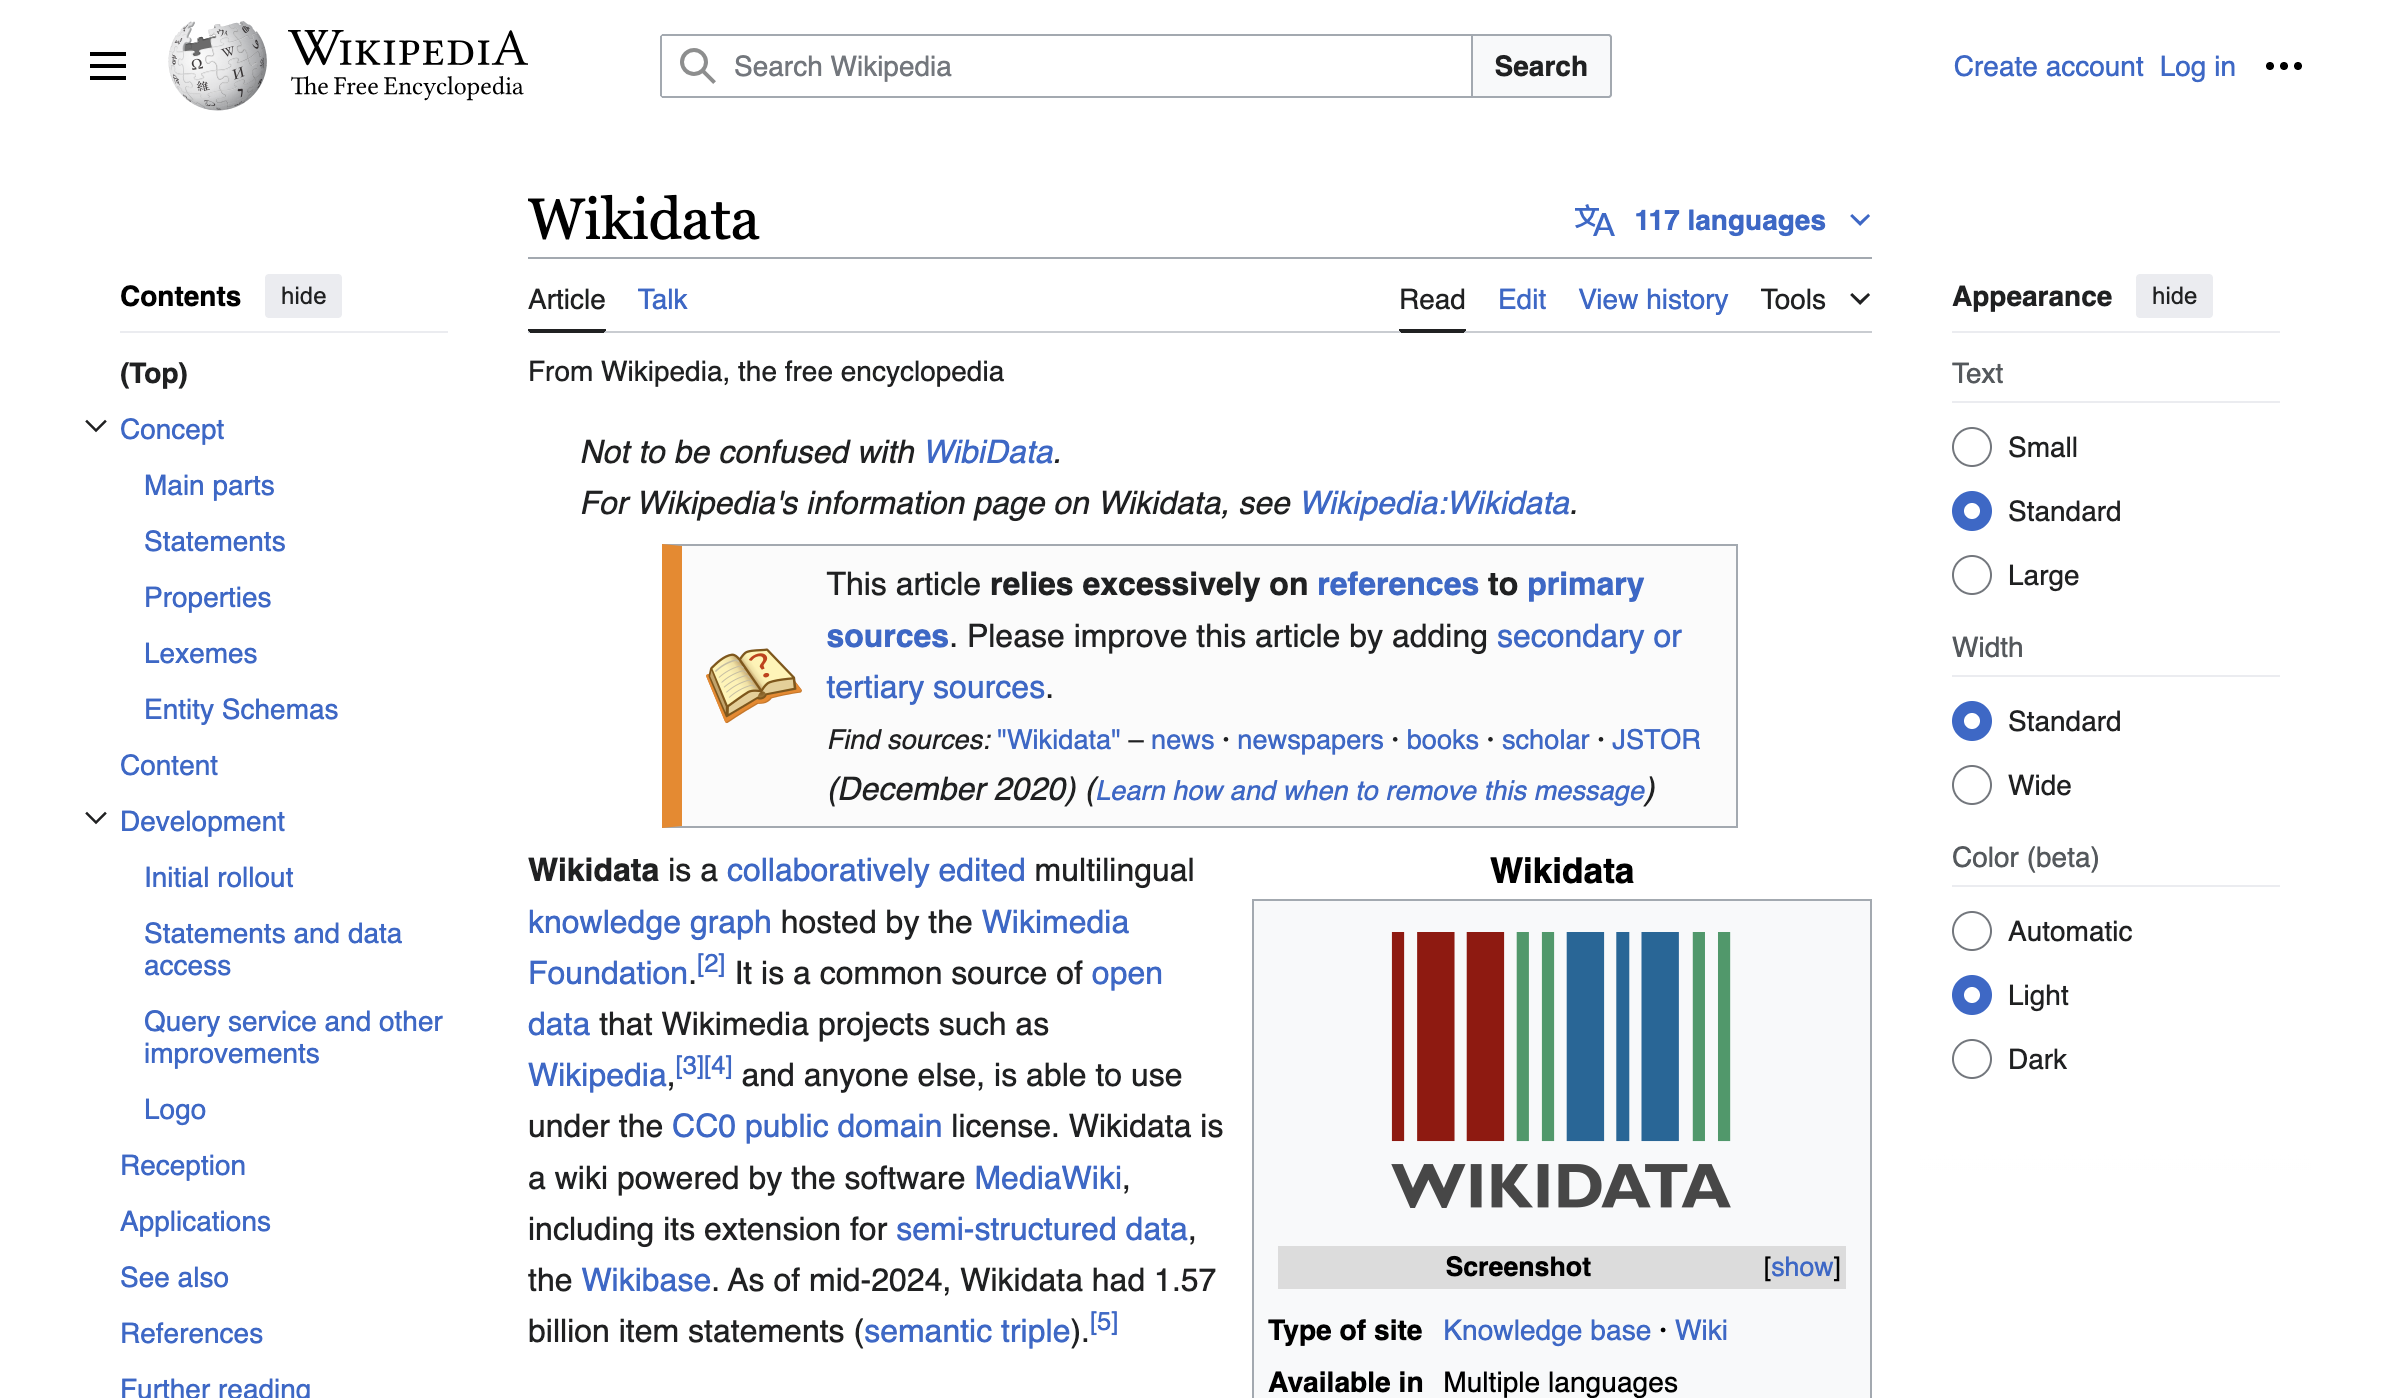 WIKIPEDIA
The Free Encyclopedia
Search Wikipedia
Search
Create account Log in
Wikidata
117 languages
Contents hide
(Top)
Concept
Main parts
Statements
Properties
Lexemes
Entity Schemas
Content
Development
Initial rollout
Statements and data
access
Query service and other
improvements
Logo
Reception
Applications
See also
References
Further reading
Article Talk
Read Edit View history Tools
From Wikipedia, the free encyclopedia
Not to be confused with WibiData.
For Wikipedia's information page on Wikidata, see Wikipedia:Wikidata.
This article relies excessively on references to primary
sources. Please improve this article by adding secondary or
tertiary sources.
Find sources: "Wikidata" – news · newspapers · books · scholar · JSTOR
(December 2020) (Learn how and when to remove this message)
Wikidata is a collaboratively edited multilingual
knowledge graph hosted by the Wikimedia
Foundation.[2] It is a common source of open
data that Wikimedia projects such as
Wikipedia,[3][4] and anyone else, is able to use
under the CC0 public domain license. Wikidata is
a wiki powered by the software MediaWiki,
including its extension for semi-structured data,
the Wikibase. As of mid-2024, Wikidata had 1.57
billion item statements (semantic triple).[5]
Wikidata
WIKIDATA
Screenshot [show]
Type of site Knowledge base · Wiki
Available in Multiple languages
Appearance hide
Text
Small
Standard
Large
Width
Standard
Wide
Color (beta)
Automatic
Light
Dark